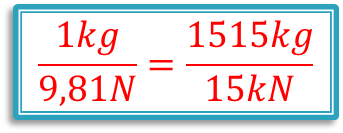 1kg / 9,81N = 1515kg / 15kN